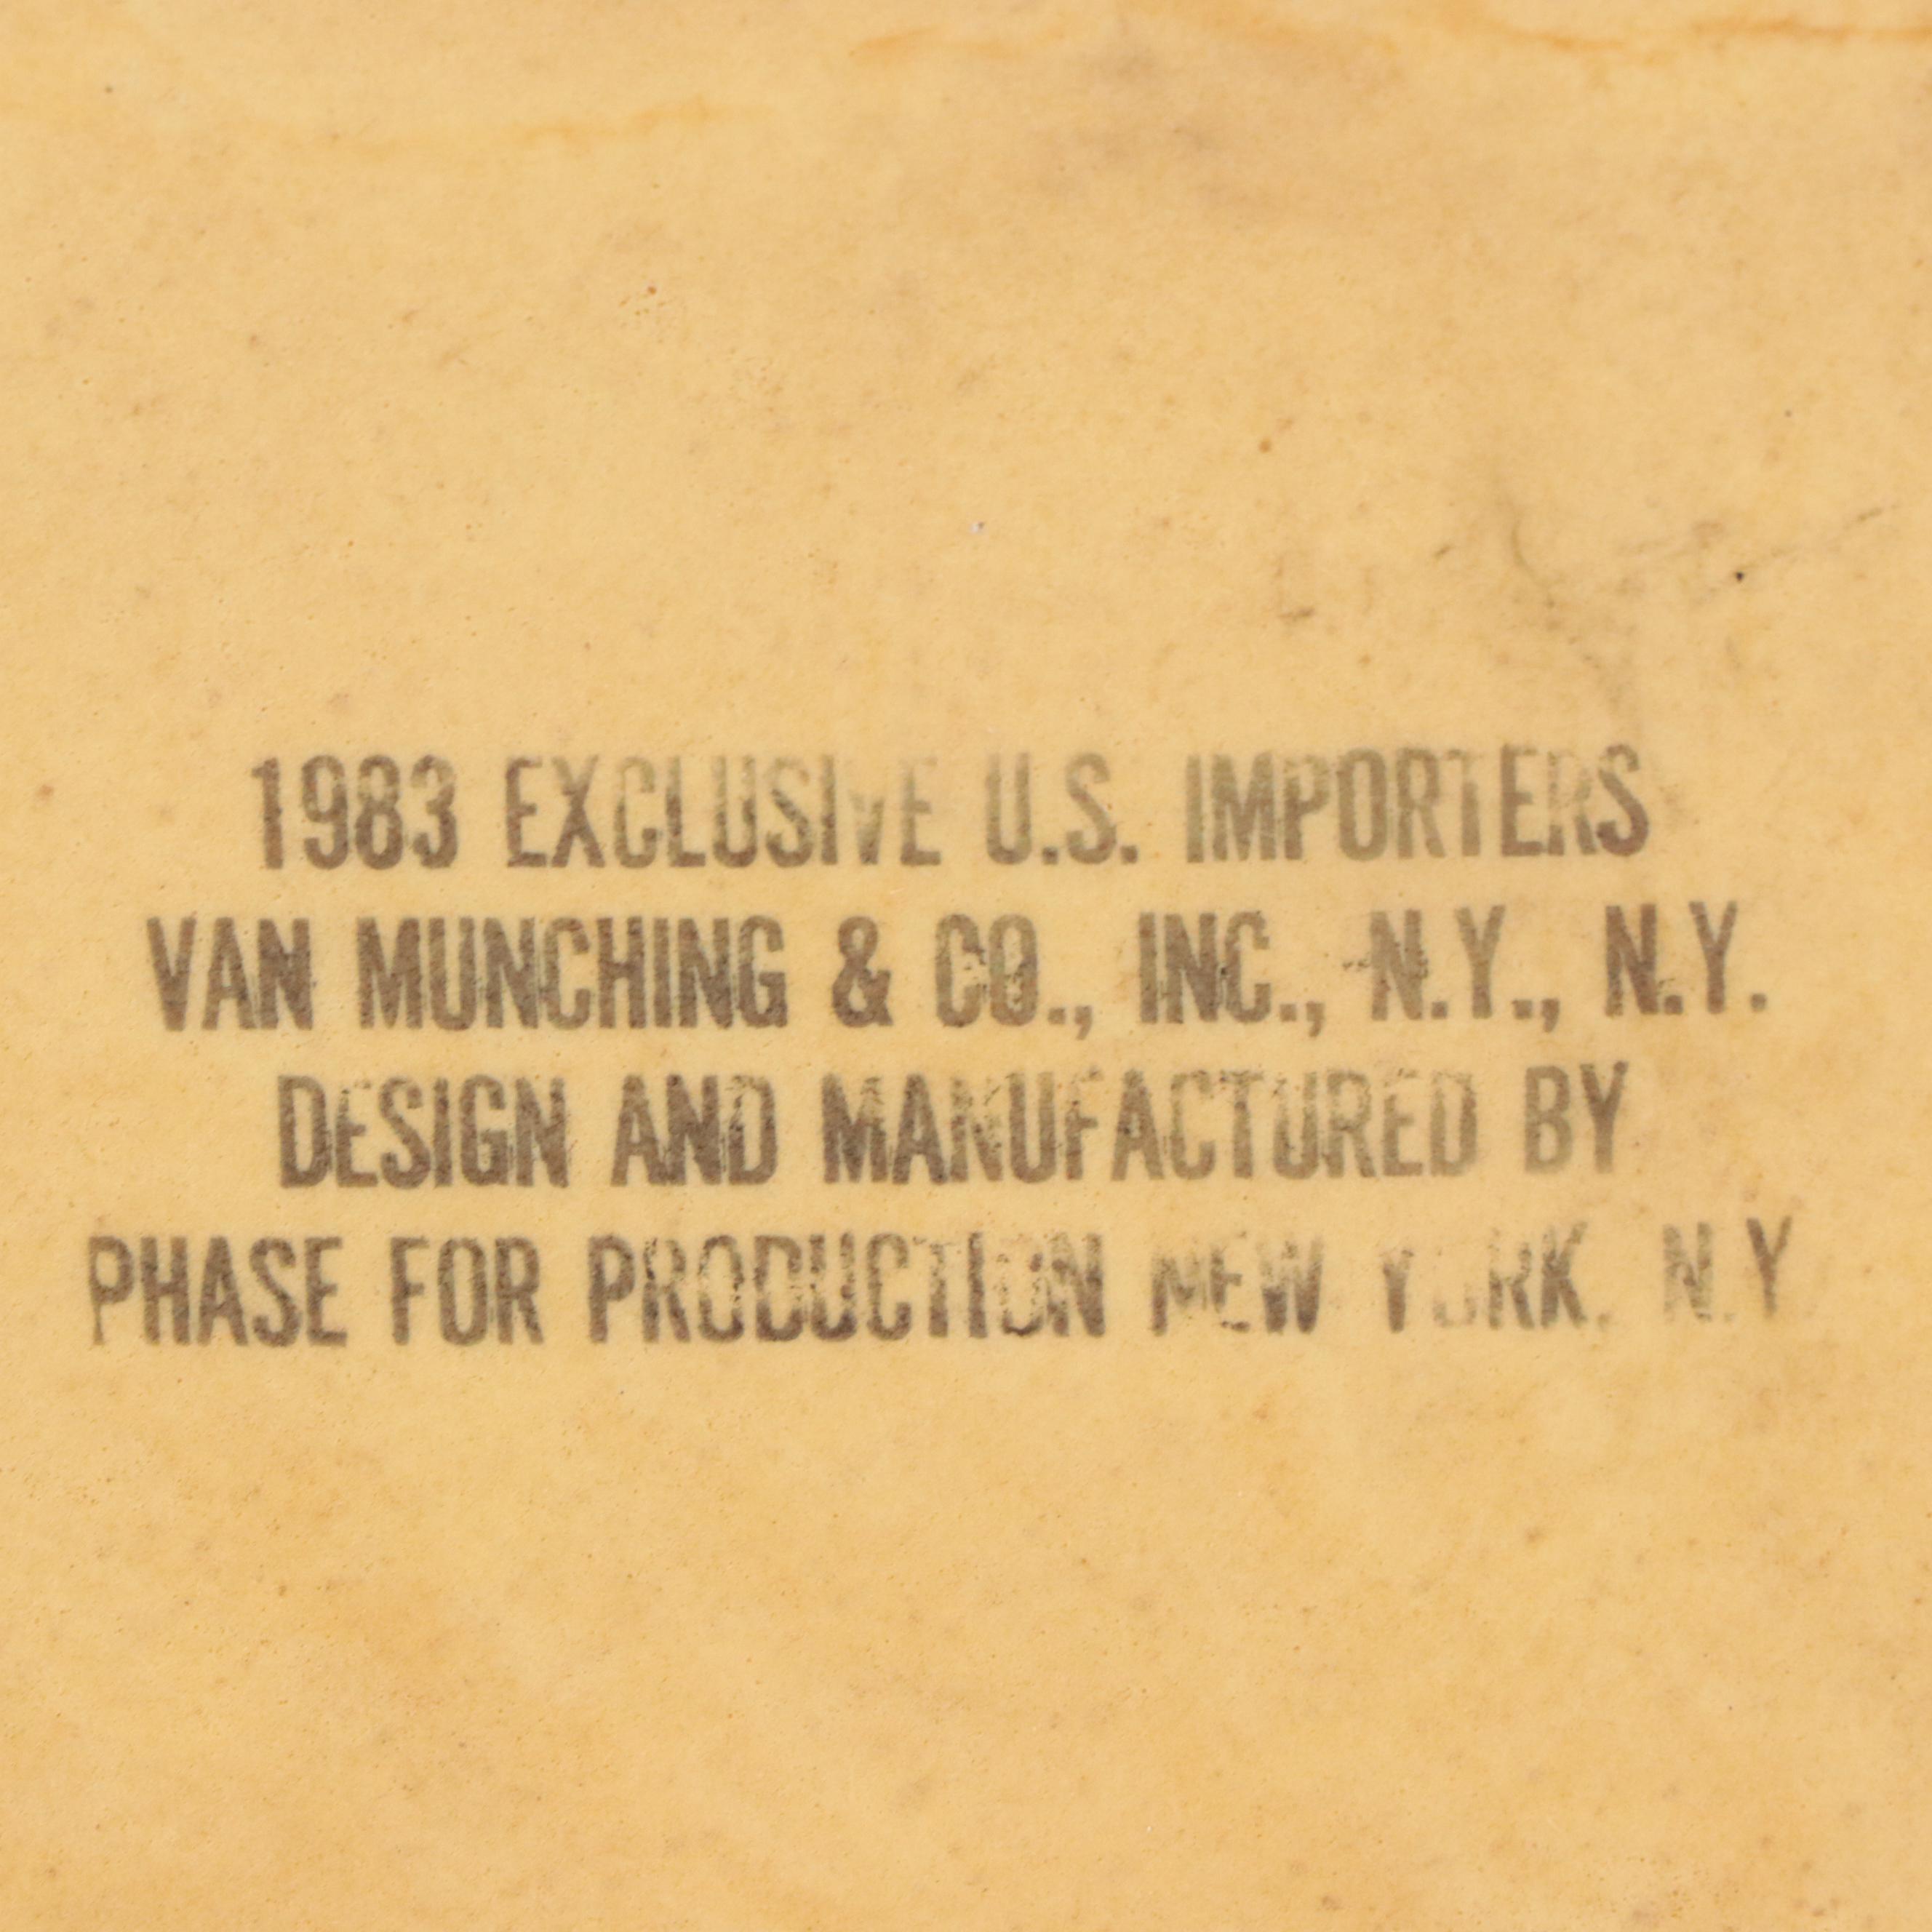 1983 EXCLUSIVE U.S. IMPORTERS
VAN MUNCHING & CO., INC., N.Y., N.Y.
DESIGN AND MANUFACTURED BY
PHASE FOR PRODUCTION NEW YORK, N.Y